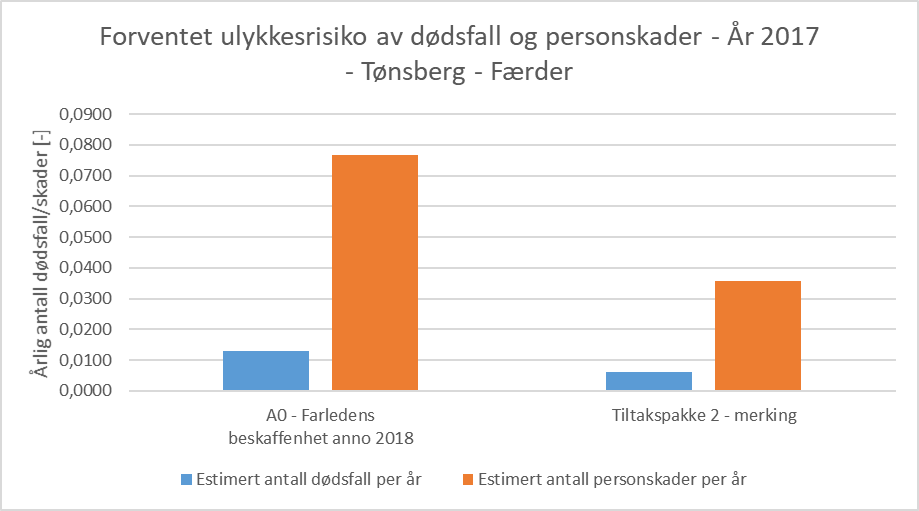 Forventet ulykkesrisiko av dødsfall og personskader - År 2017
- Tønsberg - Færder
Årlig antall dødsfall/skader [-]
0,0900
0,0800
0,0700
0,0600
0,0500
0,0400
0,0300
0,0200
0,0100
0,0000
A0 - Farledens
beskaffenhet anno 2018
Tiltakspakke 2 - merking
Estimert antall dødsfall per år
Estimert antall personskader per år